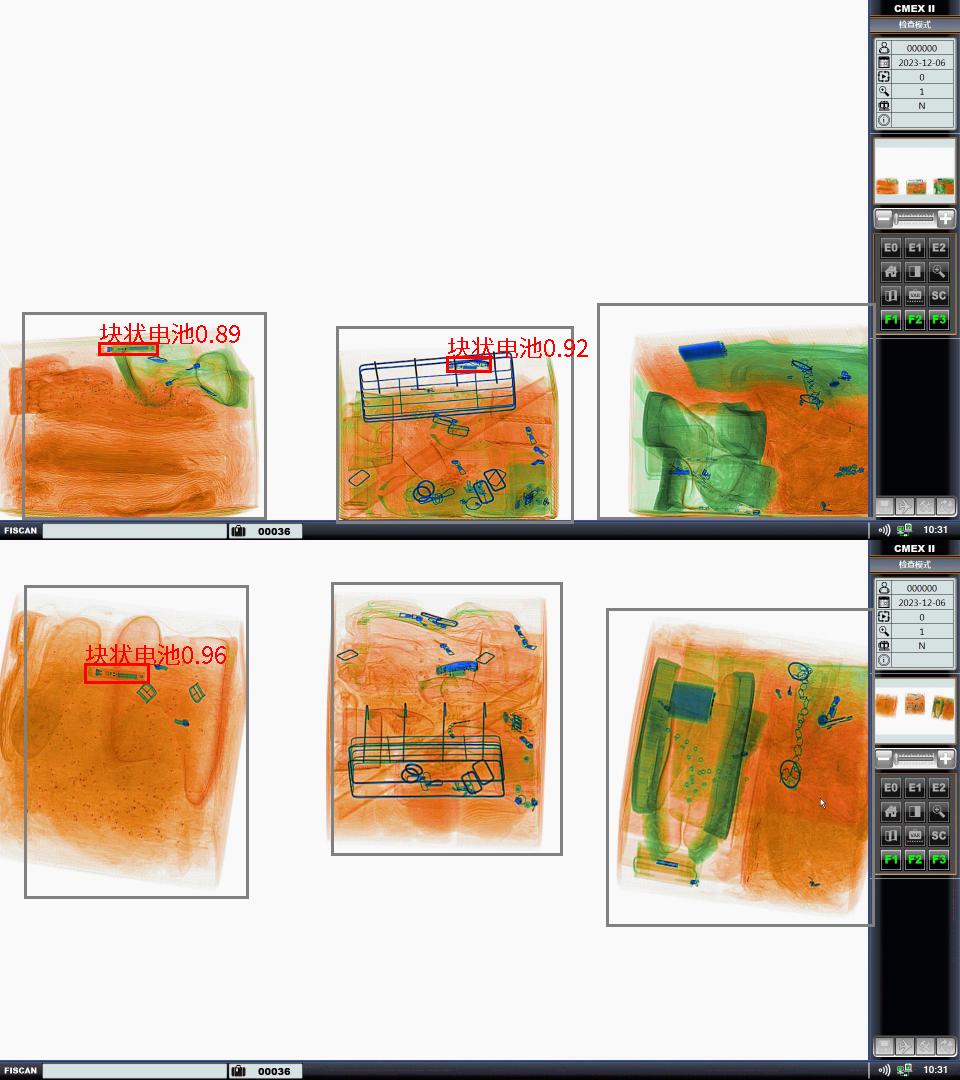 CMEX II
检查模式
000000
2023-12-06
0
1
N
E0 E1 E2
SC
F1 F2 F3
块状电池0.89
块状电池0.92
FISCAN 00036 10:31
CMEX II
检查模式
000000
2023-12-06
0
1
N
块状电池0.96
E0 E1 E2
VAR SC
F1 F2 F3
FISCAN 00036 10:31